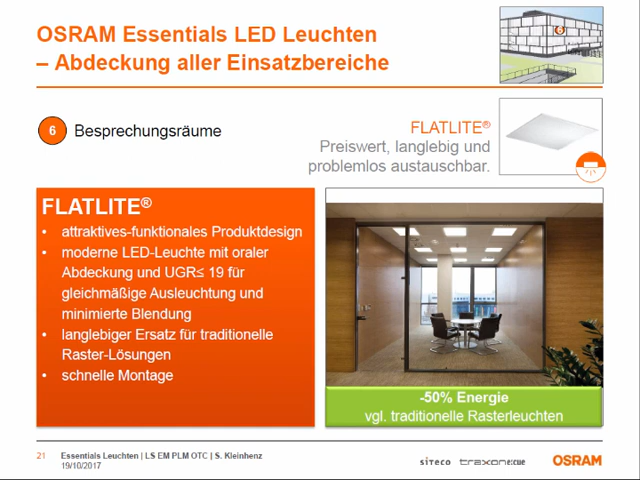 OSRAM Essentials LED Leuchten
– Abdeckung aller Einsatzbereiche
6
6 Besprechungsräume
FLATLITE®
Preiswert, langlebig und
problemlos austauschbar.
FLATLITE®
• attraktives-funktionales Produktdesign
• moderne LED-Leuchte mit oraler
Abdeckung und UGR≤ 19 für
gleichmäßige Ausleuchtung und
minimierte Blendung
• langlebiger Ersatz für traditionelle
Raster-Lösungen
• schnelle Montage
-50% Energie
vgl. traditionelle Rasterleuchten
21 Essentials Leuchten | LS EM PLM OTC | S. Kleinhenz
19/10/2017
siteco traxon e:cue OSRAM